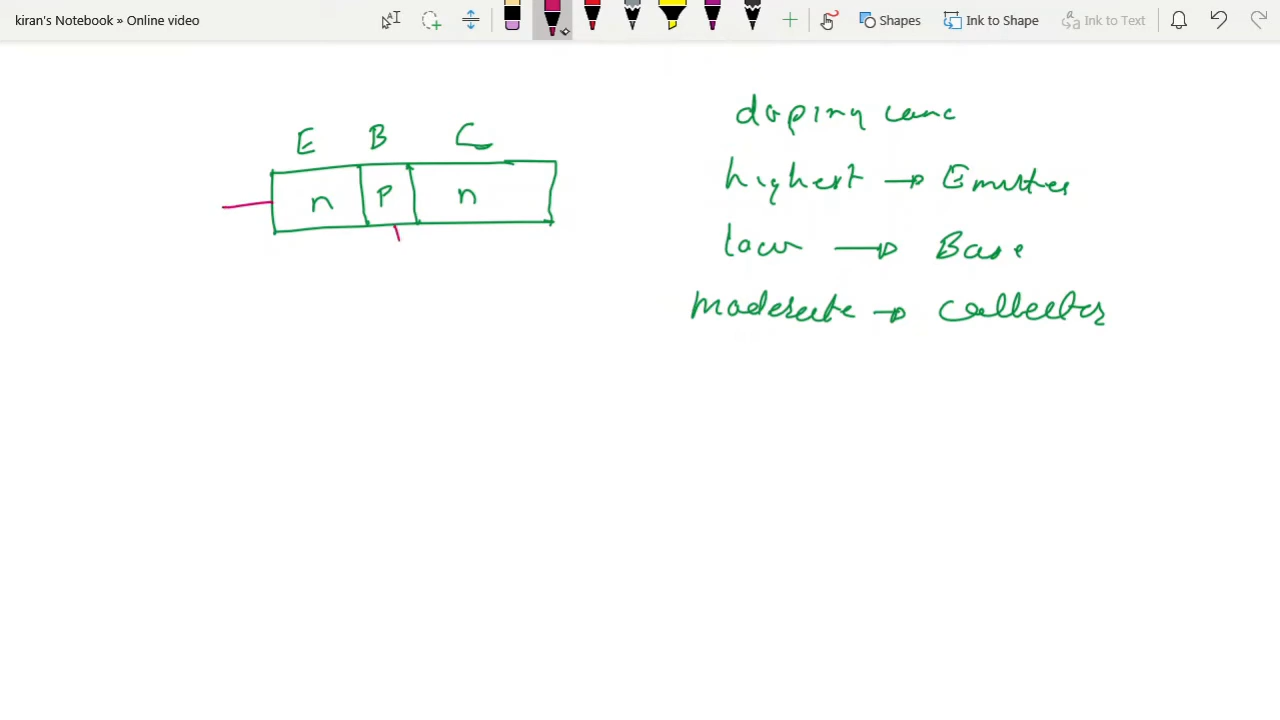 kiran's Notebook » Online video
Shapes
Ink to Shape
Ink to Text
E B C
n p n
doping conc
highest → Emitter
low → Base
moderate → Collector